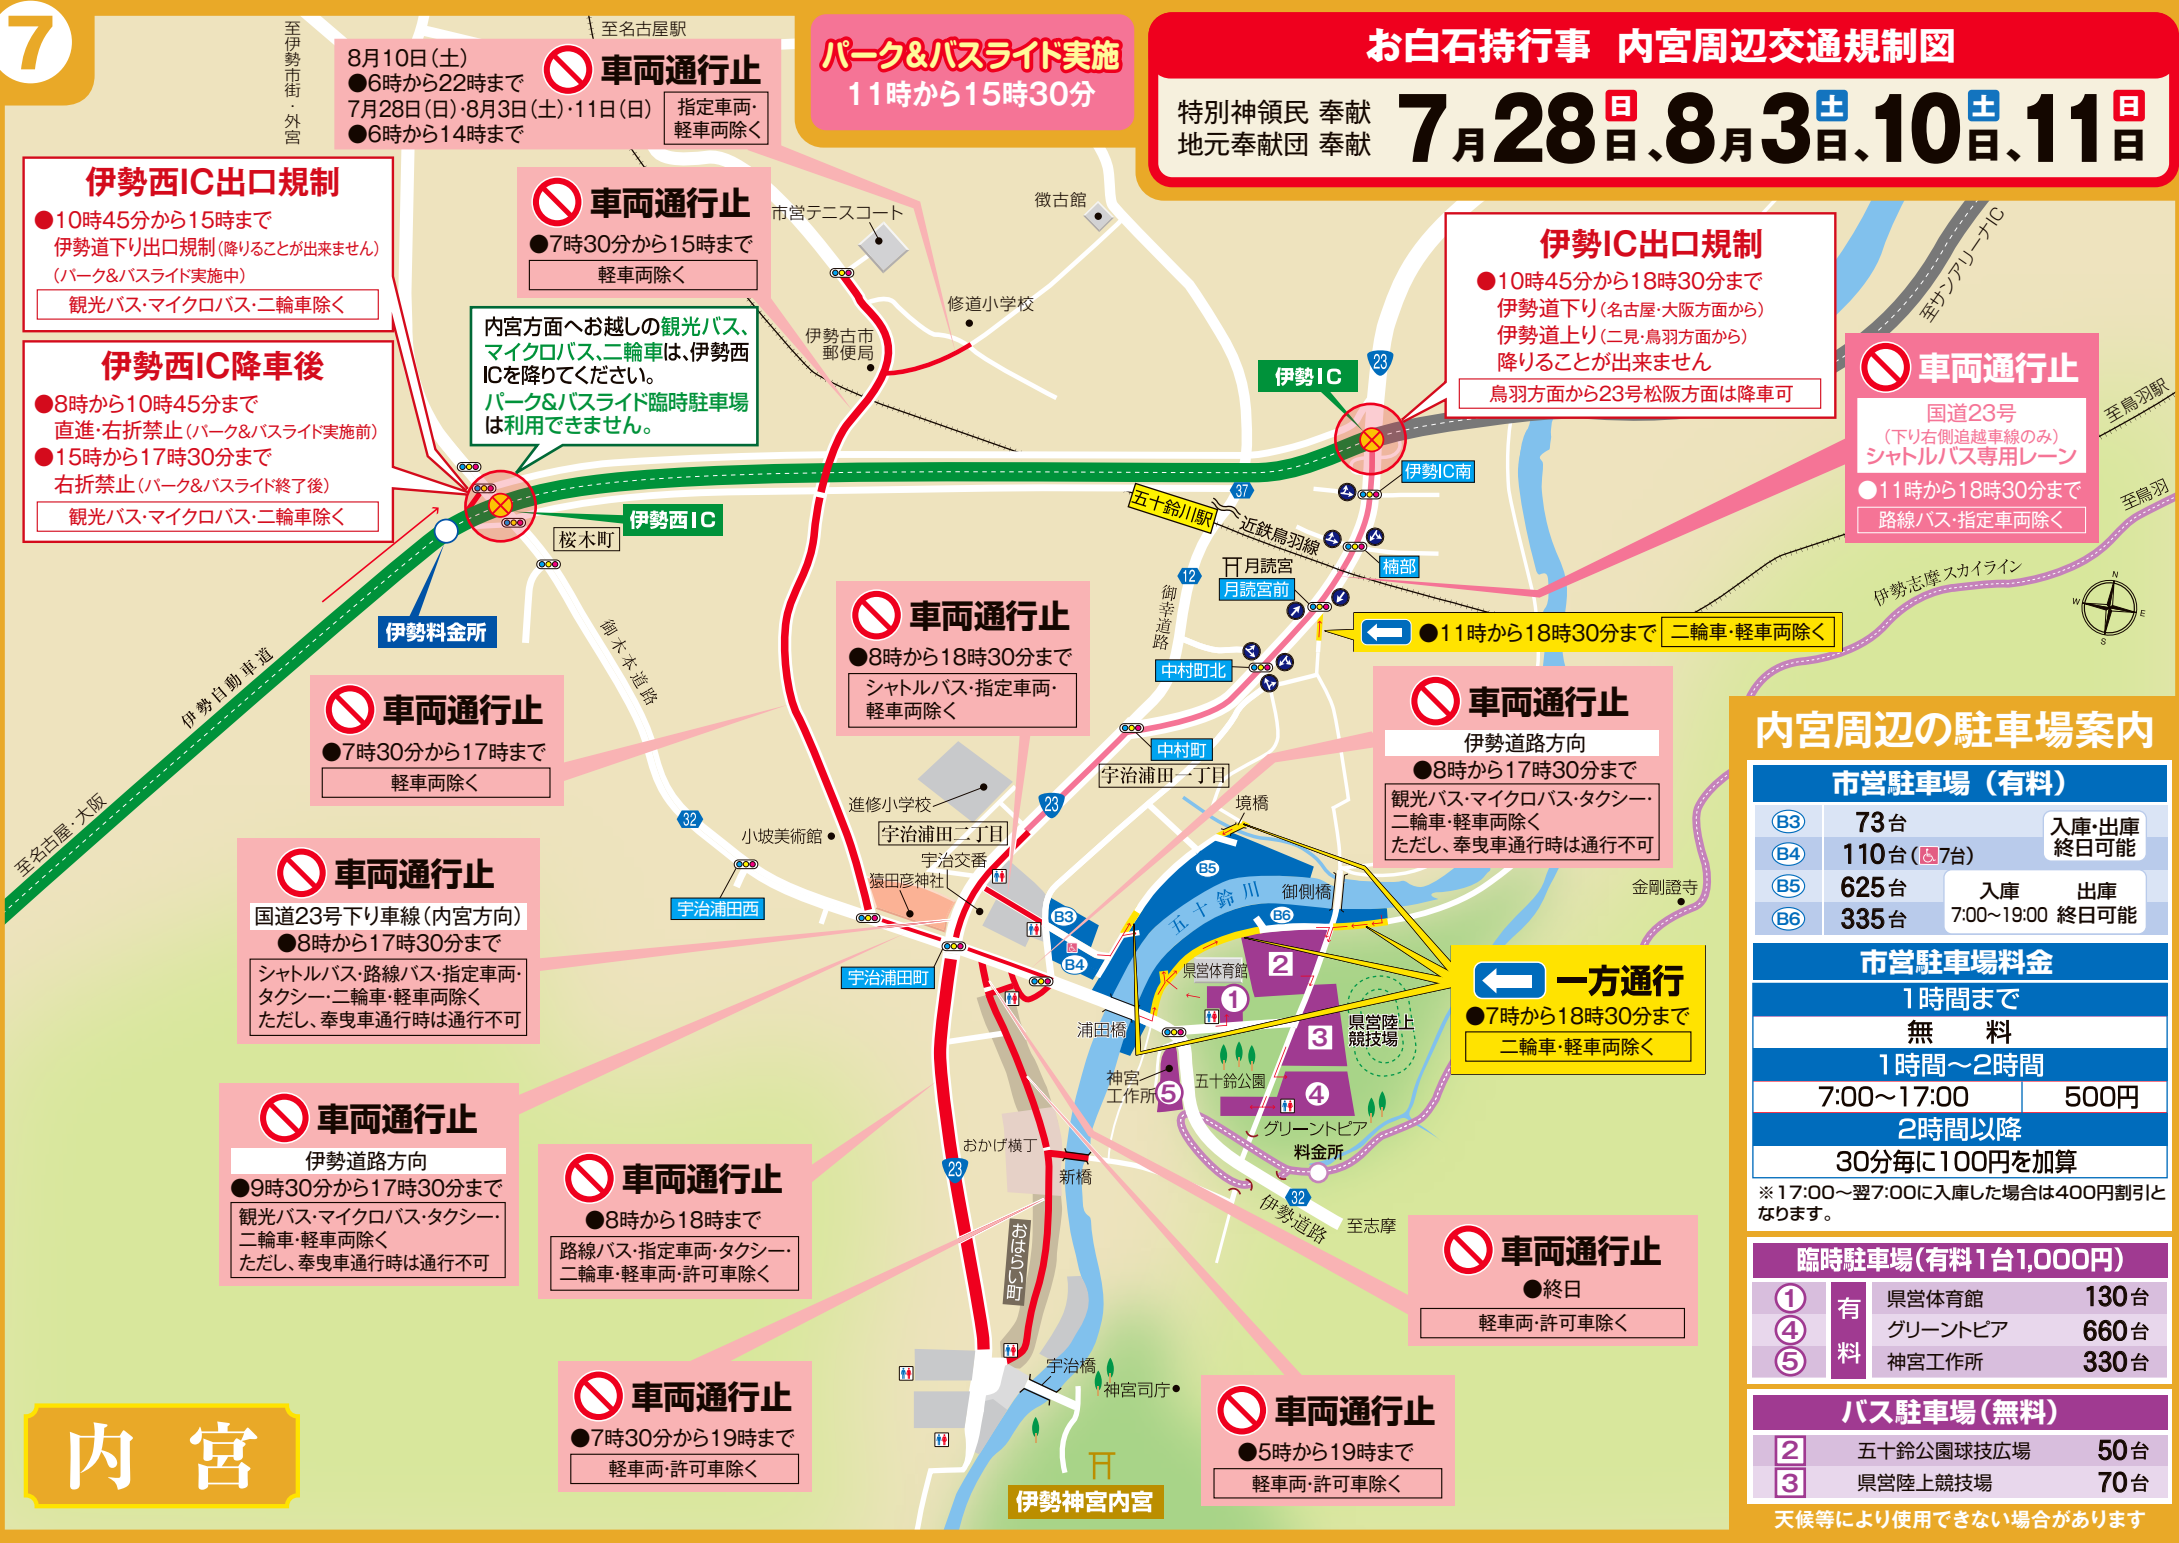 7
至伊勢市街・外宮
至名古屋駅
8月10日(土)
●6時から22時まで
7月28日(日)・8月3日(土)・11日(日)
●6時から14時まで
車両通行止
指定車両・
軽車両除く
パーク&バスライド実施
11時から15時30分
お白石持行事 内宮周辺交通規制図
特別神領民 奉献
地元奉献団 奉献
7月28日日、8月3土日、10土日、11日日
伊勢西IC出口規制
●10時45分から15時まで
伊勢道下り出口規制(降りることが出来ません)
(パーク&バスライド実施中)
観光バス・マイクロバス・二輪車除く
伊勢西IC降車後
●8時から10時45分まで
直進・右折禁止(パーク&バスライド実施前)
●15時から17時30分まで
右折禁止(パーク&バスライド終了後)
観光バス・マイクロバス・二輪車除く
車両通行止
●7時30分から15時まで
軽車両除く
内宮方面へお越しの観光バス、
マイクロバス、二輪車は、伊勢西
ICを降りてください。
パーク&バスライド臨時駐車場
は利用できません。
市営テニスコート
徴古館
修道小学校
伊勢古市
郵便局
伊勢IC出口規制
●10時45分から18時30分まで
伊勢道下り(名古屋・大阪方面から)
伊勢道上り(二見・鳥羽方面から)
降りることが出来ません
鳥羽方面から23号松阪方面は降車可
至サンアリーナIC
車両通行止
国道23号
(下り右側追越車線のみ)
シャトルバス専用レーン
●11時から18時30分まで
路線バス・指定車両除く
至鳥羽駅
至鳥羽
伊勢IC
23
伊勢IC南
37
五十鈴川駅
近鉄鳥羽線
楠部
月読宮
月読宮前
12
御幸道路
中村町北
中村町
宇治浦田一丁目
●11時から18時30分まで
二輪車・軽車両除く
伊勢志摩スカイライン
N
W
E
S
伊勢西IC
桜木町
伊勢料金所
伊勢自動車道
至名古屋・大阪
御木本道路
32
車両通行止
●7時30分から17時まで
軽車両除く
車両通行止
●8時から18時30分まで
シャトルバス・指定車両・
軽車両除く
車両通行止
伊勢道路方向
●8時から17時30分まで
観光バス・マイクロバス・タクシー・
二輪車・軽車両除く
ただし、奉曳車通行時は通行不可
車両通行止
国道23号下り車線(内宮方向)
●8時から17時30分まで
シャトルバス・路線バス・指定車両・
タクシー・二輪車・軽車両除く
ただし、奉曳車通行時は通行不可
進修小学校
小坡美術館
宇治浦田二丁目
宇治交番
猿田彦神社
宇治浦田西
宇治浦田町
23
境橋
B5
五十鈴川
御側橋
B6
B3
B4
県営体育館
1
2
3
4
5
県営陸上
競技場
浦田橋
神宮
工作所
五十鈴公園
グリーントピア
料金所
金剛證寺
一方通行
●7時から18時30分まで
二輪車・軽車両除く
車両通行止
伊勢道路方向
●9時30分から17時30分まで
観光バス・マイクロバス・タクシー・
二輪車・軽車両除く
ただし、奉曳車通行時は通行不可
車両通行止
●8時から18時まで
路線バス・指定車両・タクシー・
二輪車・軽車両・許可車除く
車両通行止
●7時30分から19時まで
軽車両・許可車除く
おかげ横丁
新橋
23
おはらい町
宇治橋
神宮司庁
伊勢神宮内宮
32
伊勢道路
至志摩
車両通行止
●終日
軽車両・許可車除く
車両通行止
●5時から19時まで
軽車両・許可車除く
内宮
内宮周辺の駐車場案内
市営駐車場(有料)
B3 73台
B4 110台(7台)
入庫・出庫
終日可能
B5 625台
B6 335台
入庫 出庫
7:00～19:00 終日可能
市営駐車場料金
1時間まで
無 料
1時間～2時間
7:00～17:00 500円
2時間以降
30分毎に100円を加算
※17:00～翌7:00に入庫した場合は400円割引と
なります。
臨時駐車場(有料1台1,000円)
有料
1 県営体育館 130台
4 グリーントピア 660台
5 神宮工作所 330台
バス駐車場(無料)
2 五十鈴公園球技広場 50台
3 県営陸上競技場 70台
天候等により使用できない場合があります